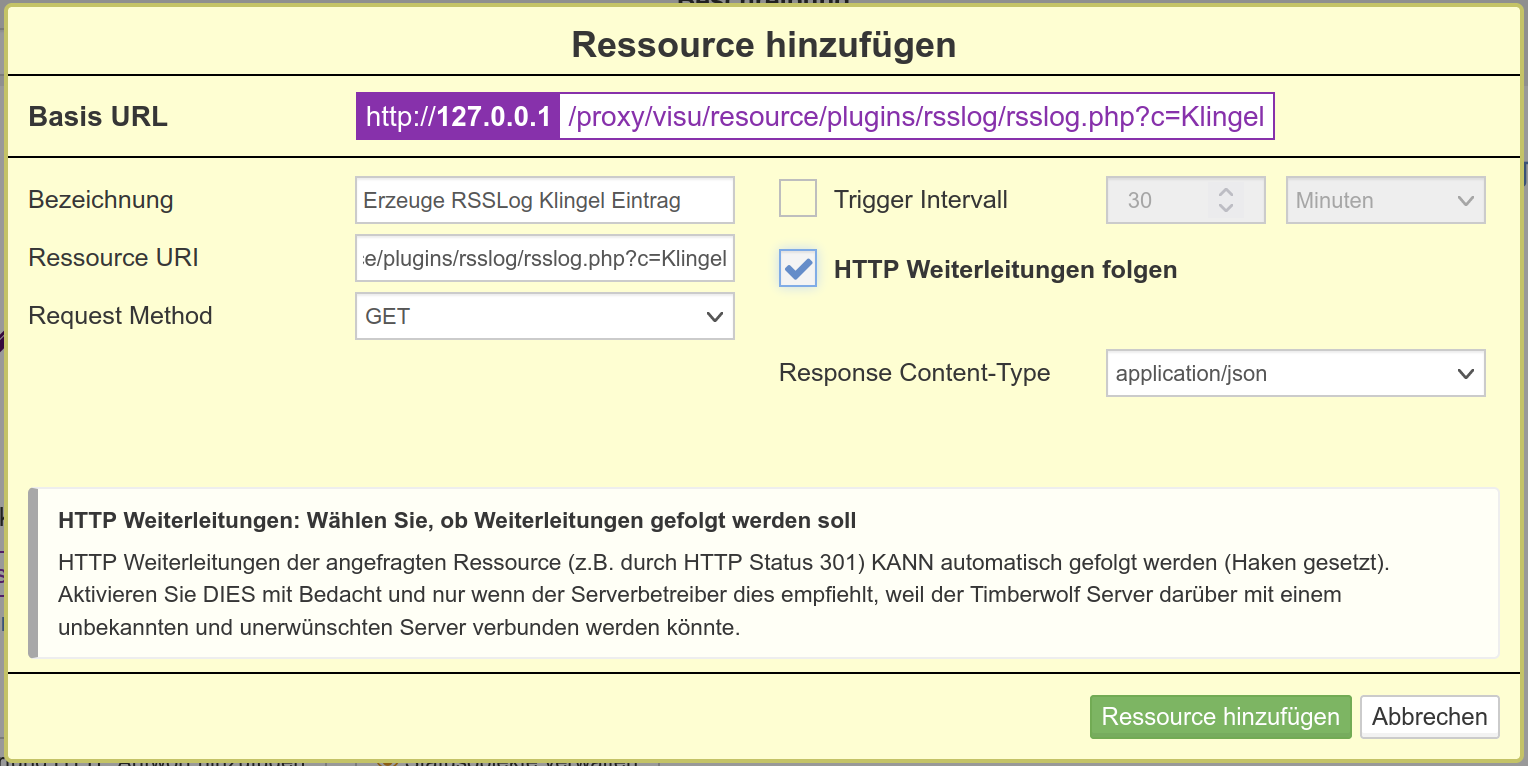 Ressource hinzufügen
Basis URL
http://127.0.0.1 /proxy/visu/resource/plugins/rsslog/rsslog.php?c=Klingel
Bezeichnung Erzeuge RSSLog Klingel Eintrag Trigger Intervall 30 Minuten
Ressource URI e/plugins/rsslog/rsslog.php?c=Klingel HTTP Weiterleitungen folgen
Request Method GET
Response Content-Type application/json
HTTP Weiterleitungen: Wählen Sie, ob Weiterleitungen gefolgt werden soll
HTTP Weiterleitungen der angefragten Ressource (z.B. durch HTTP Status 301) KANN automatisch gefolgt werden (Haken gesetzt).
Aktivieren Sie DIES mit Bedacht und nur wenn der Serverbetreiber dies empfiehlt, weil der Timberwolf Server darüber mit einem
unbekannten und unerwünschten Server verbunden werden könnte.
Ressource hinzufügen Abbrechen